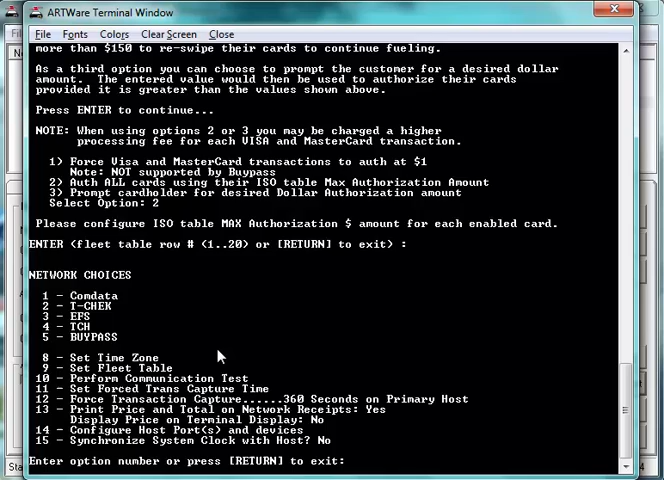 ARTWare Terminal Window
File Fonts Colors Clear Screen Close
more than $150 to re-swipe their cards to continue fueling.
As a third option you can choose to prompt the customer for a desired dollar
amount. The entered value would then be used to authorize their cards
provided it is greater than the values shown above.
Press ENTER to continue...
NOTE: When using options 2 or 3 you may be charged a higher
processing fee for each VISA and MasterCard transaction.
1) Force Visa and MasterCard transactions to auth at $1
Note: NOT supported by Buypass
2) Auth ALL cards using their ISO table Max Authorization Amount
3) Prompt cardholder for desired Dollar Authorization amount
Select Option: 2
Please configure ISO table MAX Authorization $ amount for each enabled card.
ENTER (fleet table row # (1..20) or [RETURN] to exit) :
NETWORK CHOICES
1 - Comdata
2 - T-CHEK
3 - EFS
4 - TCH
5 - BUYPASS
8 - Set Time Zone
9 - Set Fleet Table
10 - Perform Communication Test
11 - Set Forced Trans Capture Time
12 - Force Transaction Capture......360 Seconds on Primary Host
13 - Print Price and Total on Network Receipts: Yes
Display Price on Terminal Display: No
14 - Configure Host Port(s) and devices
15 - Synchronize System Clock with Host? No
Enter option number or press [RETURN] to exit: